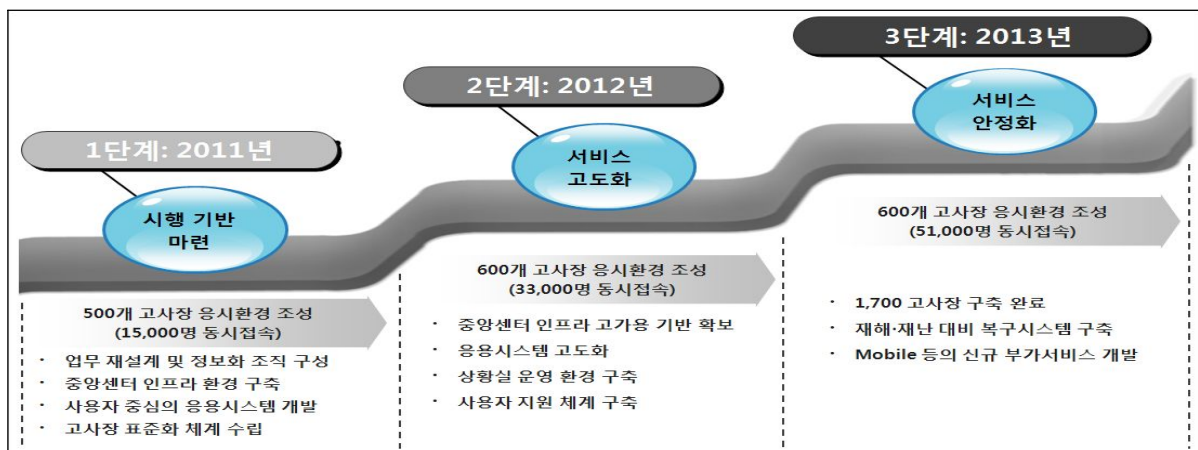 1단계: 2011년
시행 기반
마련
500개 고사장 응시환경 조성
(15,000명 동시접속)
· 업무 재설계 및 정보화 조직 구성
· 중앙센터 인프라 환경 구축
· 사용자 중심의 응용시스템 개발
· 고사장 표준화 체계 수립
2단계: 2012년
서비스
고도화
600개 고사장 응시환경 조성
(33,000명 동시접속)
· 중앙센터 인프라 고가용 기반 확보
· 응용시스템 고도화
· 상황실 운영 환경 구축
· 사용자 지원 체계 구축
3단계: 2013년
서비스
안정화
600개 고사장 응시환경 조성
(51,000명 동시접속)
· 1,700 고사장 구축 완료
· 재해·재난 대비 복구시스템 구축
· Mobile 등의 신규 부가서비스 개발